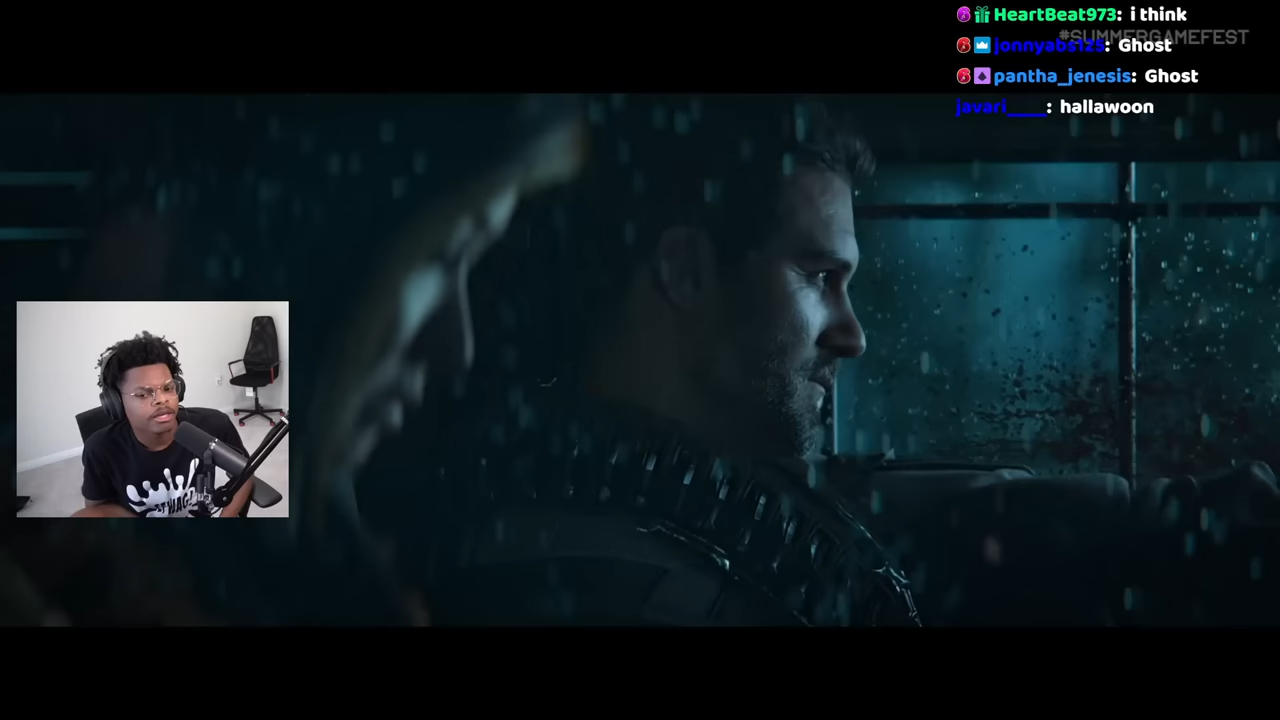 HeartBeat973: i think
#SUMMERGAMEFEST
jonnyabs125: Ghost
pantha_jenesis: Ghost
javari____: hallawoon